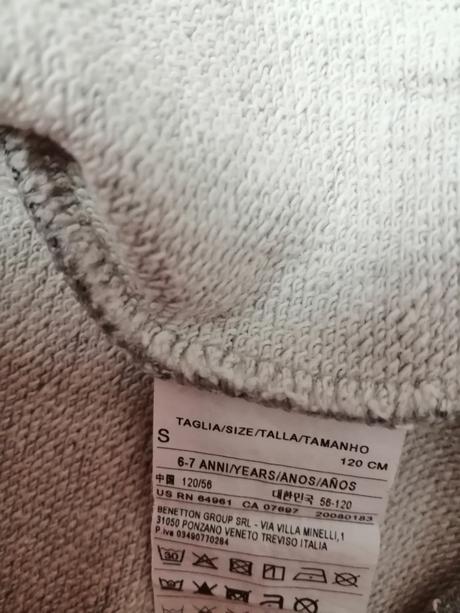 TAGLIA/SIZE/TALLA/TAMANHO
S 120 CM
6-7 ANNI/YEARS/ANOS/AÑOS
中国 120/56 대한민국 56-120
US RN 64961 CA 07697 20080183
BENETTON GROUP SRL - VIA VILLA MINELLI,1
31050 PONZANO VENETO TREVISO ITALIA
P.iva 03490770264
30